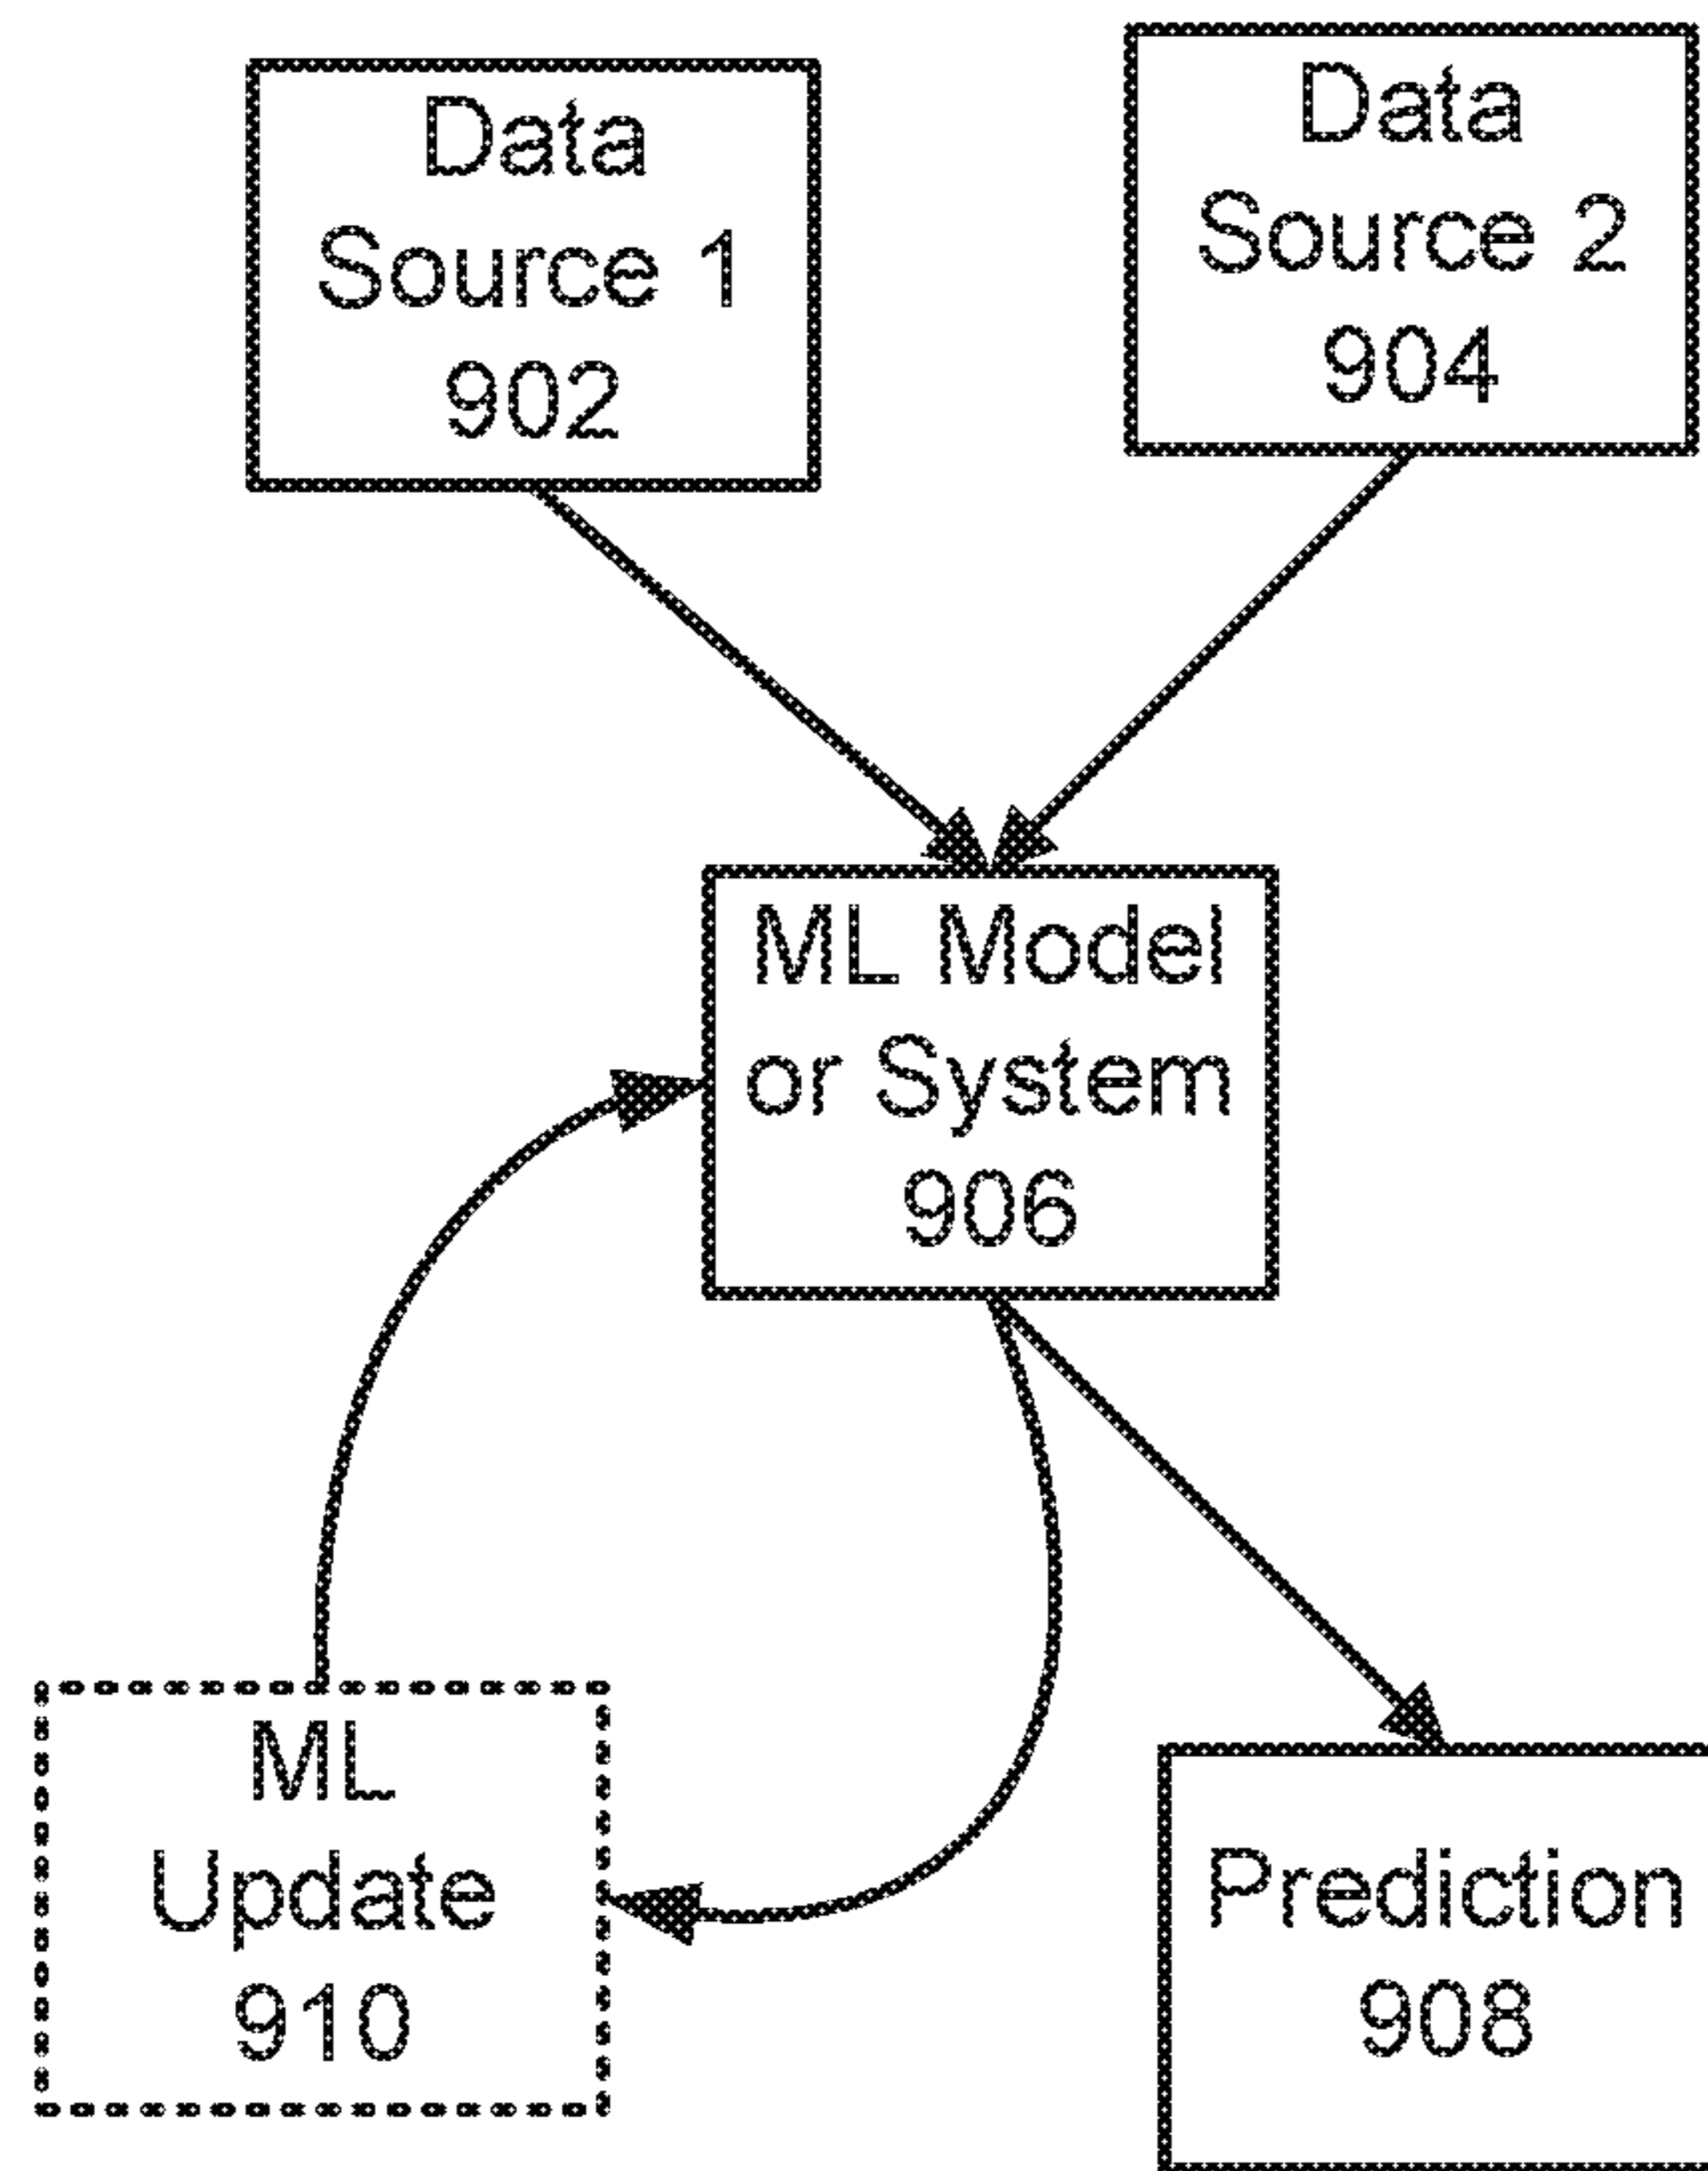 Data
Source 1
902
Data
Source 2
904
ML Model
or System
906
ML
Update
910
Prediction
908